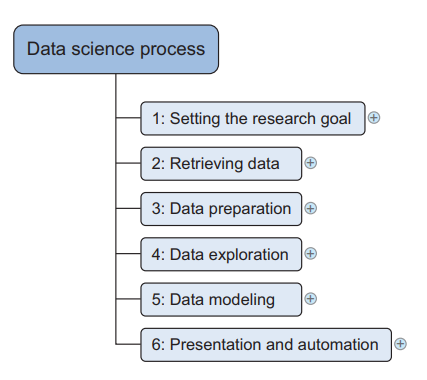 Data science process
1: Setting the research goal
2: Retrieving data
3: Data preparation
4: Data exploration
5: Data modeling
6: Presentation and automation